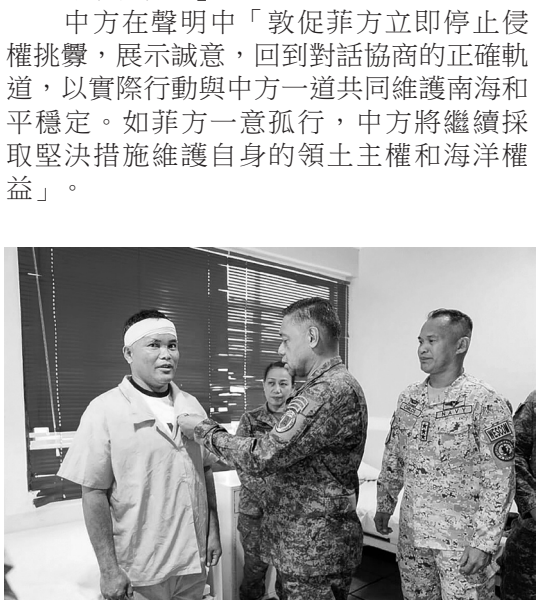 中方在聲明中「敦促菲方立即停止侵
權挑釁，展示誠意，回到對話協商的正確軌
道，以實際行動與中方一道共同維護南海和
平穩定。如菲方一意孤行，中方將繼續採
取堅決措施維護自身的領土主權和海洋權
益」。
NAVY
WESCOM